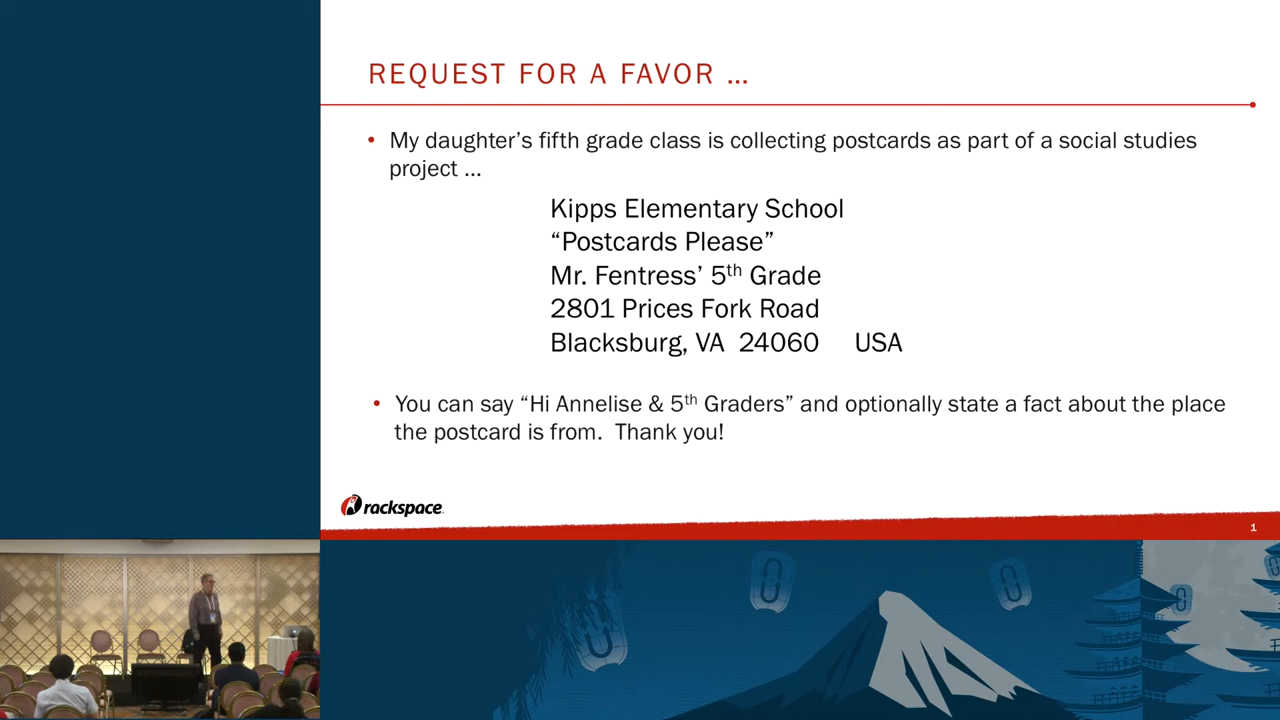 REQUEST FOR A FAVOR ...
• My daughter's fifth grade class is collecting postcards as part of a social studies
project ...
Kipps Elementary School
“Postcards Please”
Mr. Fentress’ 5th Grade
2801 Prices Fork Road
Blacksburg, VA 24060 USA
• You can say “Hi Annelise & 5th Graders” and optionally state a fact about the place
the postcard is from. Thank you!
rackspace
1